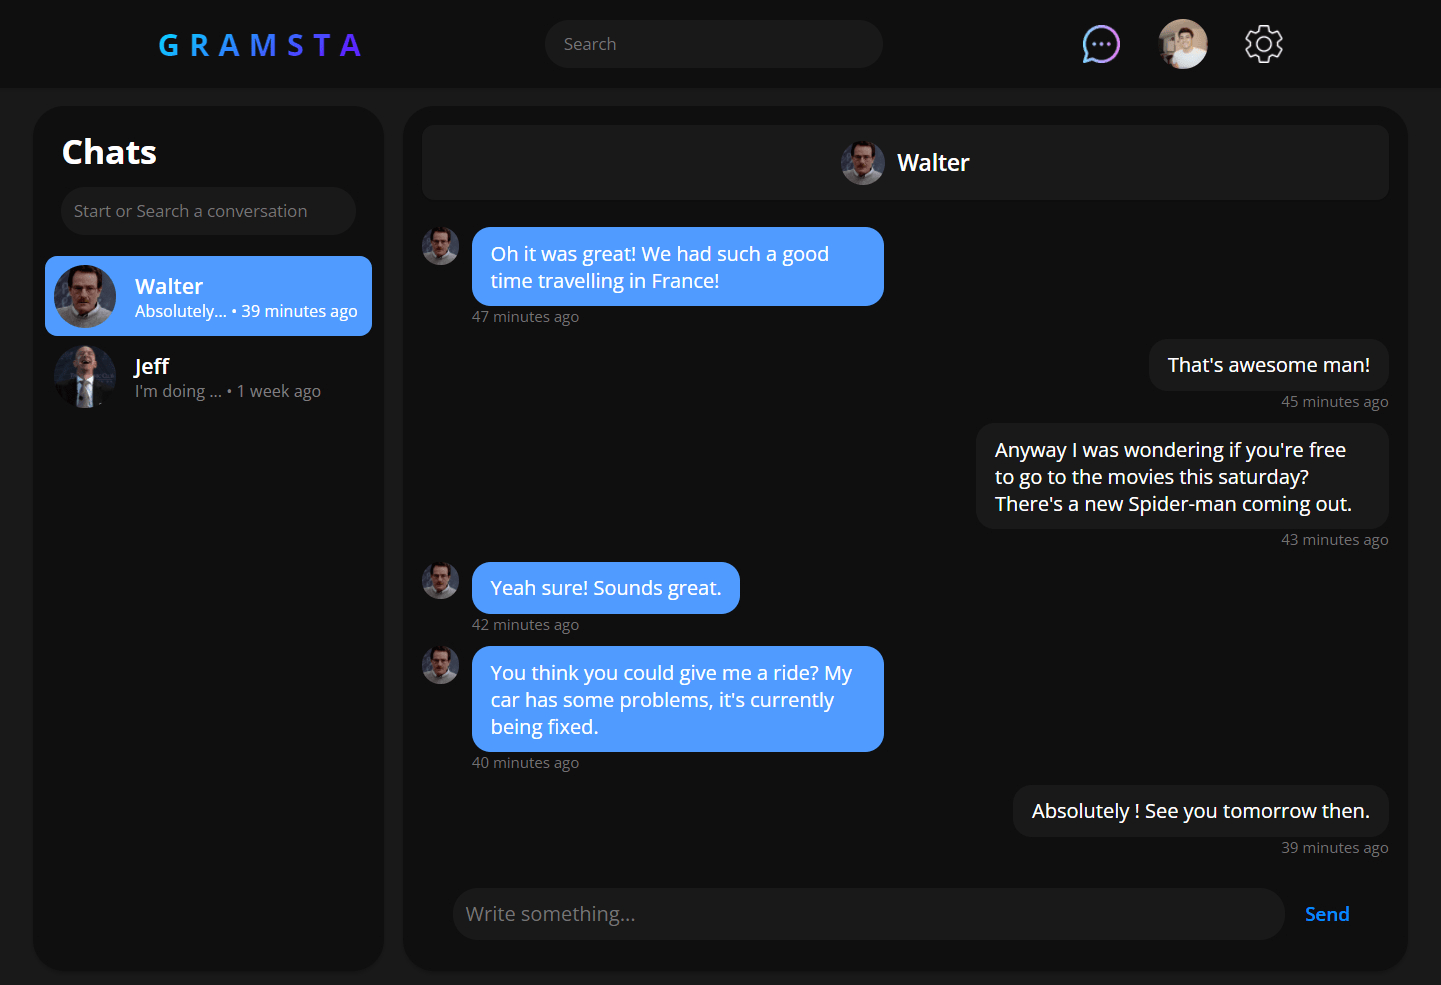 GRAMSTA
Search
Chats
Start or Search a conversation
Walter
Absolutely... • 39 minutes ago
Jeff
I'm doing ... • 1 week ago
Walter
Oh it was great! We had such a good
time travelling in France!
47 minutes ago
That's awesome man!
45 minutes ago
Anyway I was wondering if you're free
to go to the movies this saturday?
There's a new Spider-man coming out.
43 minutes ago
Yeah sure! Sounds great.
42 minutes ago
You think you could give me a ride? My
car has some problems, it's currently
being fixed.
40 minutes ago
Absolutely ! See you tomorrow then.
39 minutes ago
Write something...
Send